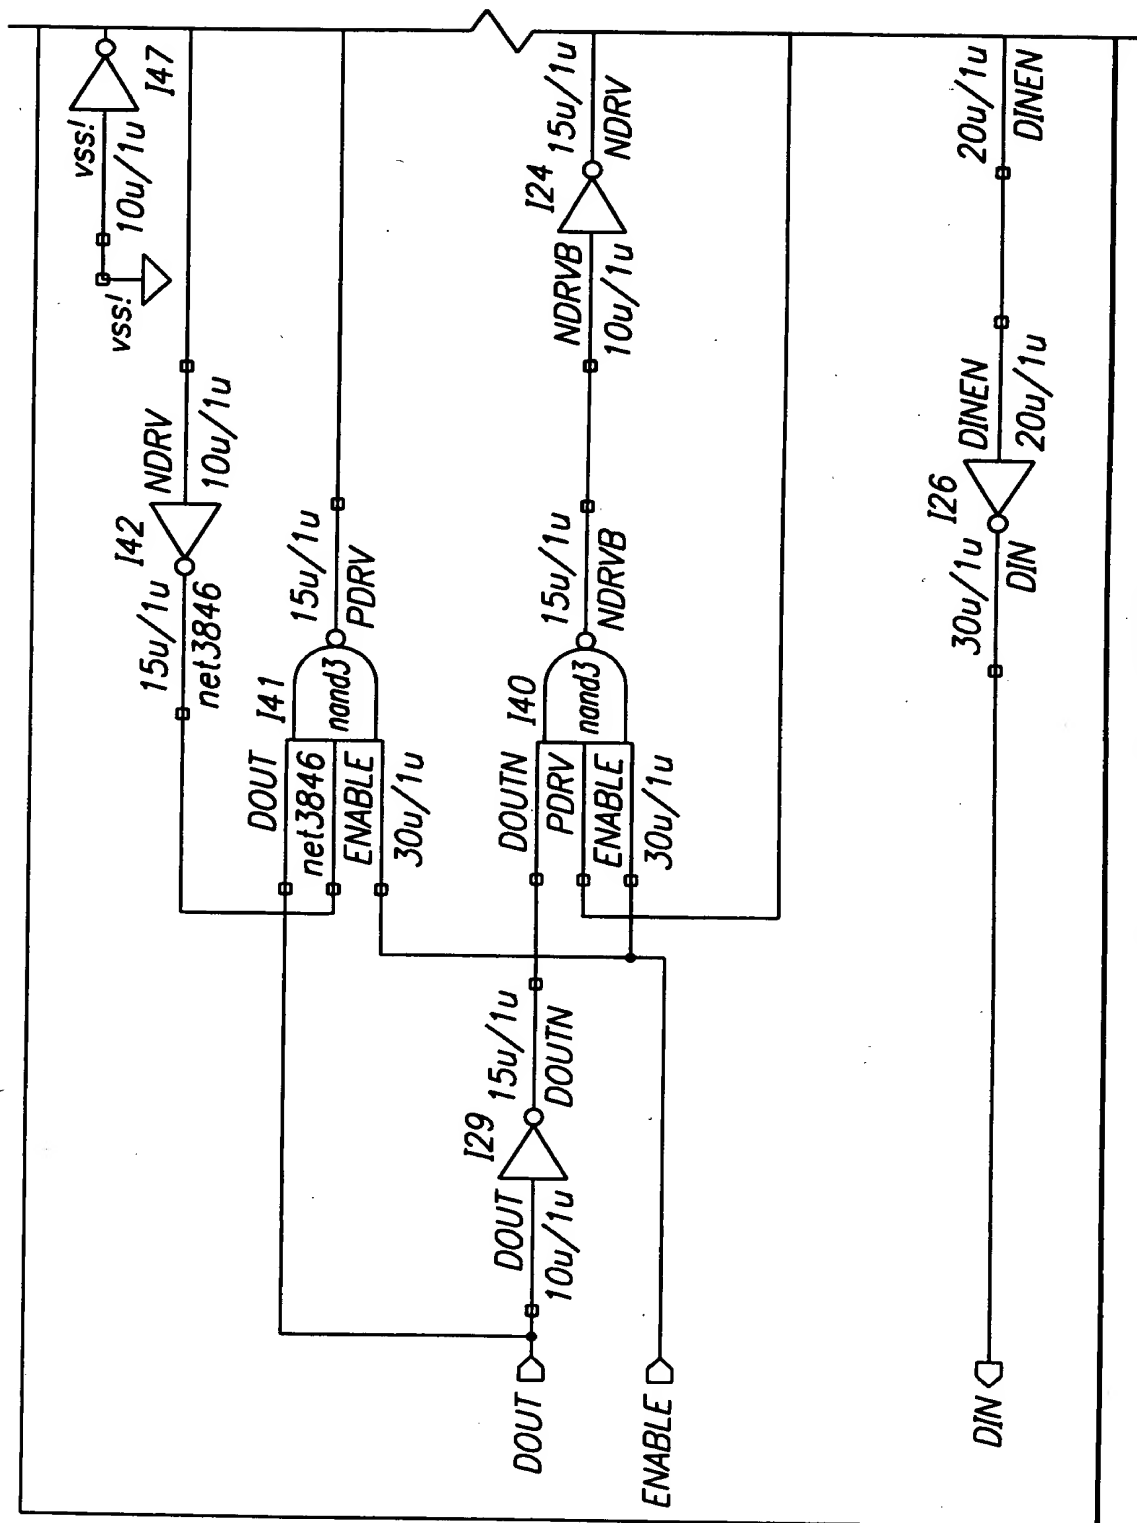 I47
vss!
10u/1u
vss!
I42
NDRV
10u/1u
15u/1u
net3846
I41
DOUT
net3846
ENABLE
30u/1u
nand3
15u/1u
PDRV
I40
DOUTN
PDRV
ENABLE
30u/1u
nand3
15u/1u
NDRVB
I24
NDRVB
10u/1u
15u/1u
NDRV
I29
DOUT
10u/1u
15u/1u
DOUTN
DOUT
ENABLE
20u/1u
DINEN
I26
DINEN
20u/1u
30u/1u
DIN
DIN